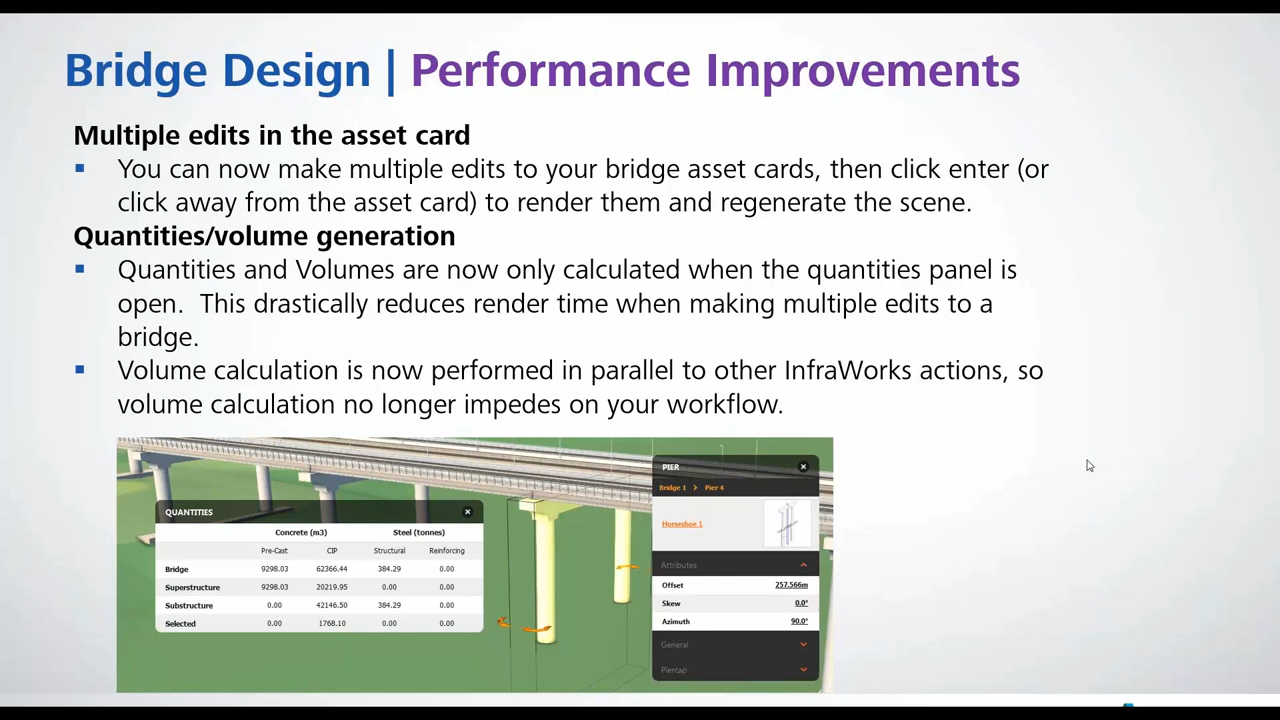 Bridge Design | Performance Improvements
Multiple edits in the asset card
You can now make multiple edits to your bridge asset cards, then click enter (or
click away from the asset card) to render them and regenerate the scene.
Quantities/volume generation
Quantities and Volumes are now only calculated when the quantities panel is
open.  This drastically reduces render time when making multiple edits to a
bridge.
Volume calculation is now performed in parallel to other InfraWorks actions, so
volume calculation no longer impedes on your workflow.
QUANTITIES
Concrete (m3) Steel (tonnes)
Pre-Cast CIP Structural Reinforcing
Bridge 9298.03 62366.44 384.29 0.00
Superstructure 9298.03 20219.95 0.00 0.00
Substructure 0.00 42146.50 384.29 0.00
Selected 0.00 1768.10 0.00 0.00
PIER
Bridge 1 > Pier 4
Horseshoe 1
Attributes
Offset 257.566m
Skew 0.0°
Azimuth 90.0°
General
Piercap